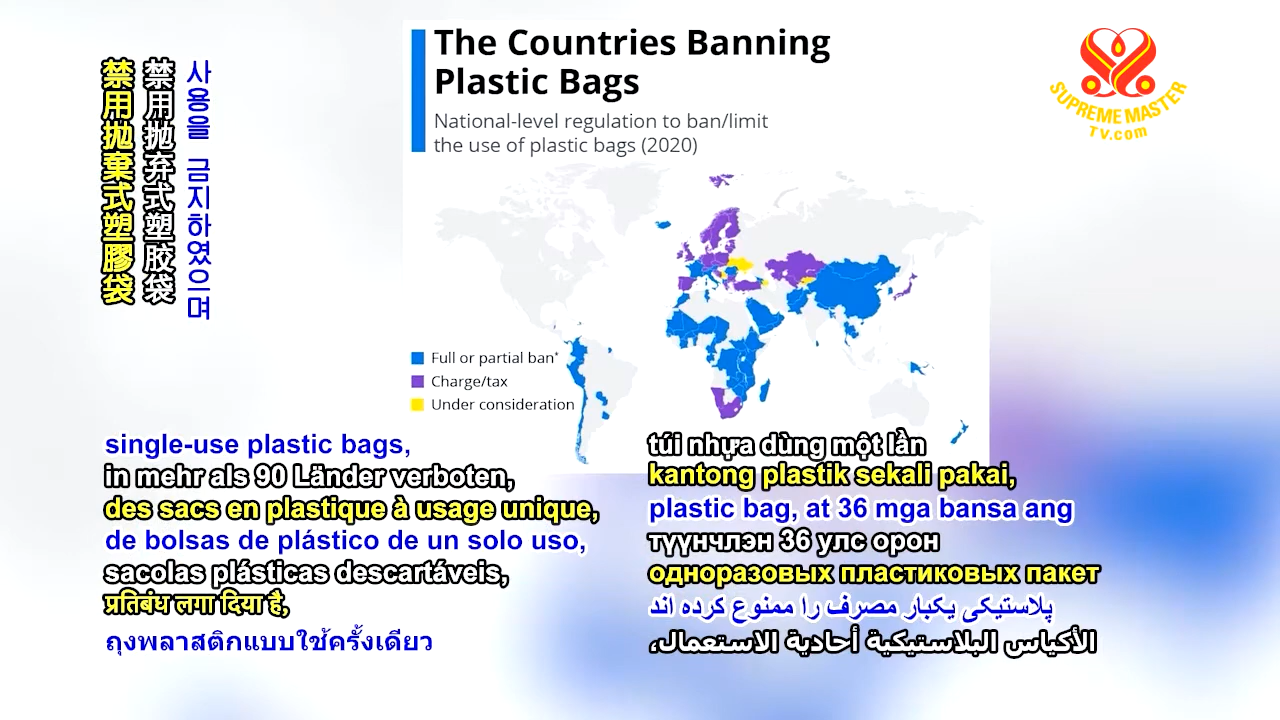 The Countries Banning
Plastic Bags
National-level regulation to ban/limit
the use of plastic bags (2020)
SUPREME MASTER
TV.com
禁用拋棄式塑膠袋
禁用抛弃式塑胶袋
사용을 금지하였으며
Full or partial ban*
Charge/tax
Under consideration
single-use plastic bags,
in mehr als 90 Länder verboten,
des sacs en plastique à usage unique,
de bolsas de plástico de un solo uso,
sacolas plásticas descartáveis,
प्रतिबंध लगा दिया है,
ถุงพลาสติกแบบใช้ครั้งเดียว
túi nhựa dùng một lần
kantong plastik sekali pakai,
plastic bag, at 36 mga bansa ang
түүнчлэн 36 улс орон
одноразовых пластиковых пакет
پلاستیکی یکبار مصرف را ممنوع کرده اند
الأكياس البلاستيكية أحادية الاستعمال،